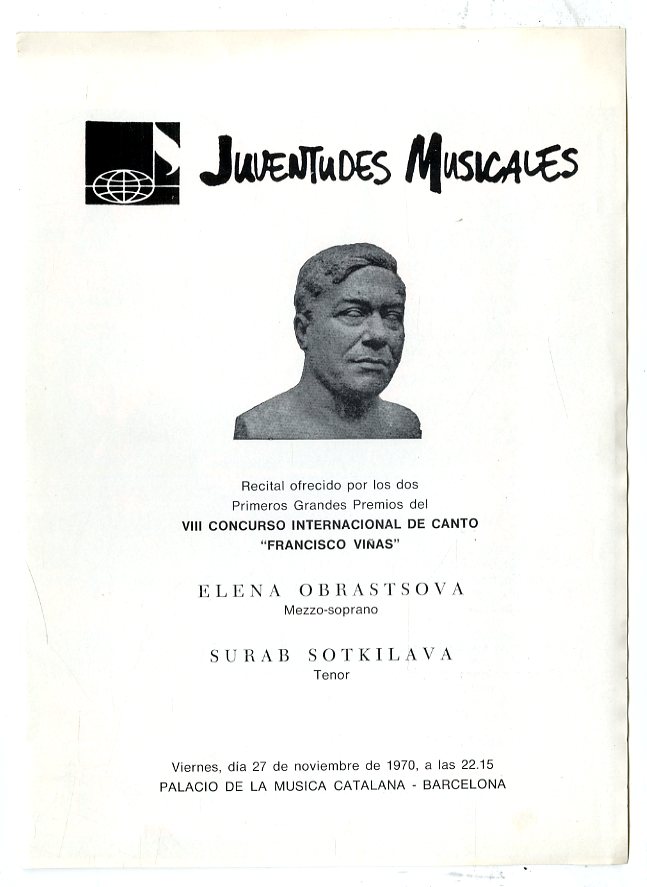 JUVENTUDES MUSICALES
Recital ofrecido por los dos
Primeros Grandes Premios del
VIII CONCURSO INTERNACIONAL DE CANTO
“FRANCISCO VIÑAS”
ELENA OBRASTSOVA
Mezzo-soprano
SURAB SOTKILAVA
Tenor
Viernes, día 27 de noviembre de 1970, a las 22.15
PALACIO DE LA MUSICA CATALANA - BARCELONA